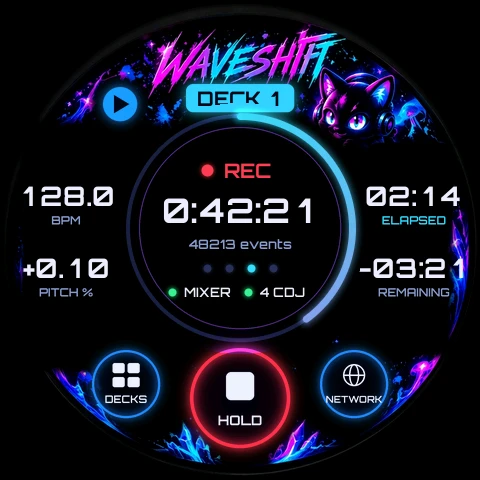 WAVESHIFT
DECK 1
REC
128.0
BPM
0:42:21
02:14
ELAPSED
48213 events
+0.10
PITCH %
-03:21
REMAINING
MIXER
4 CDJ
DECKS
HOLD
NETWORK